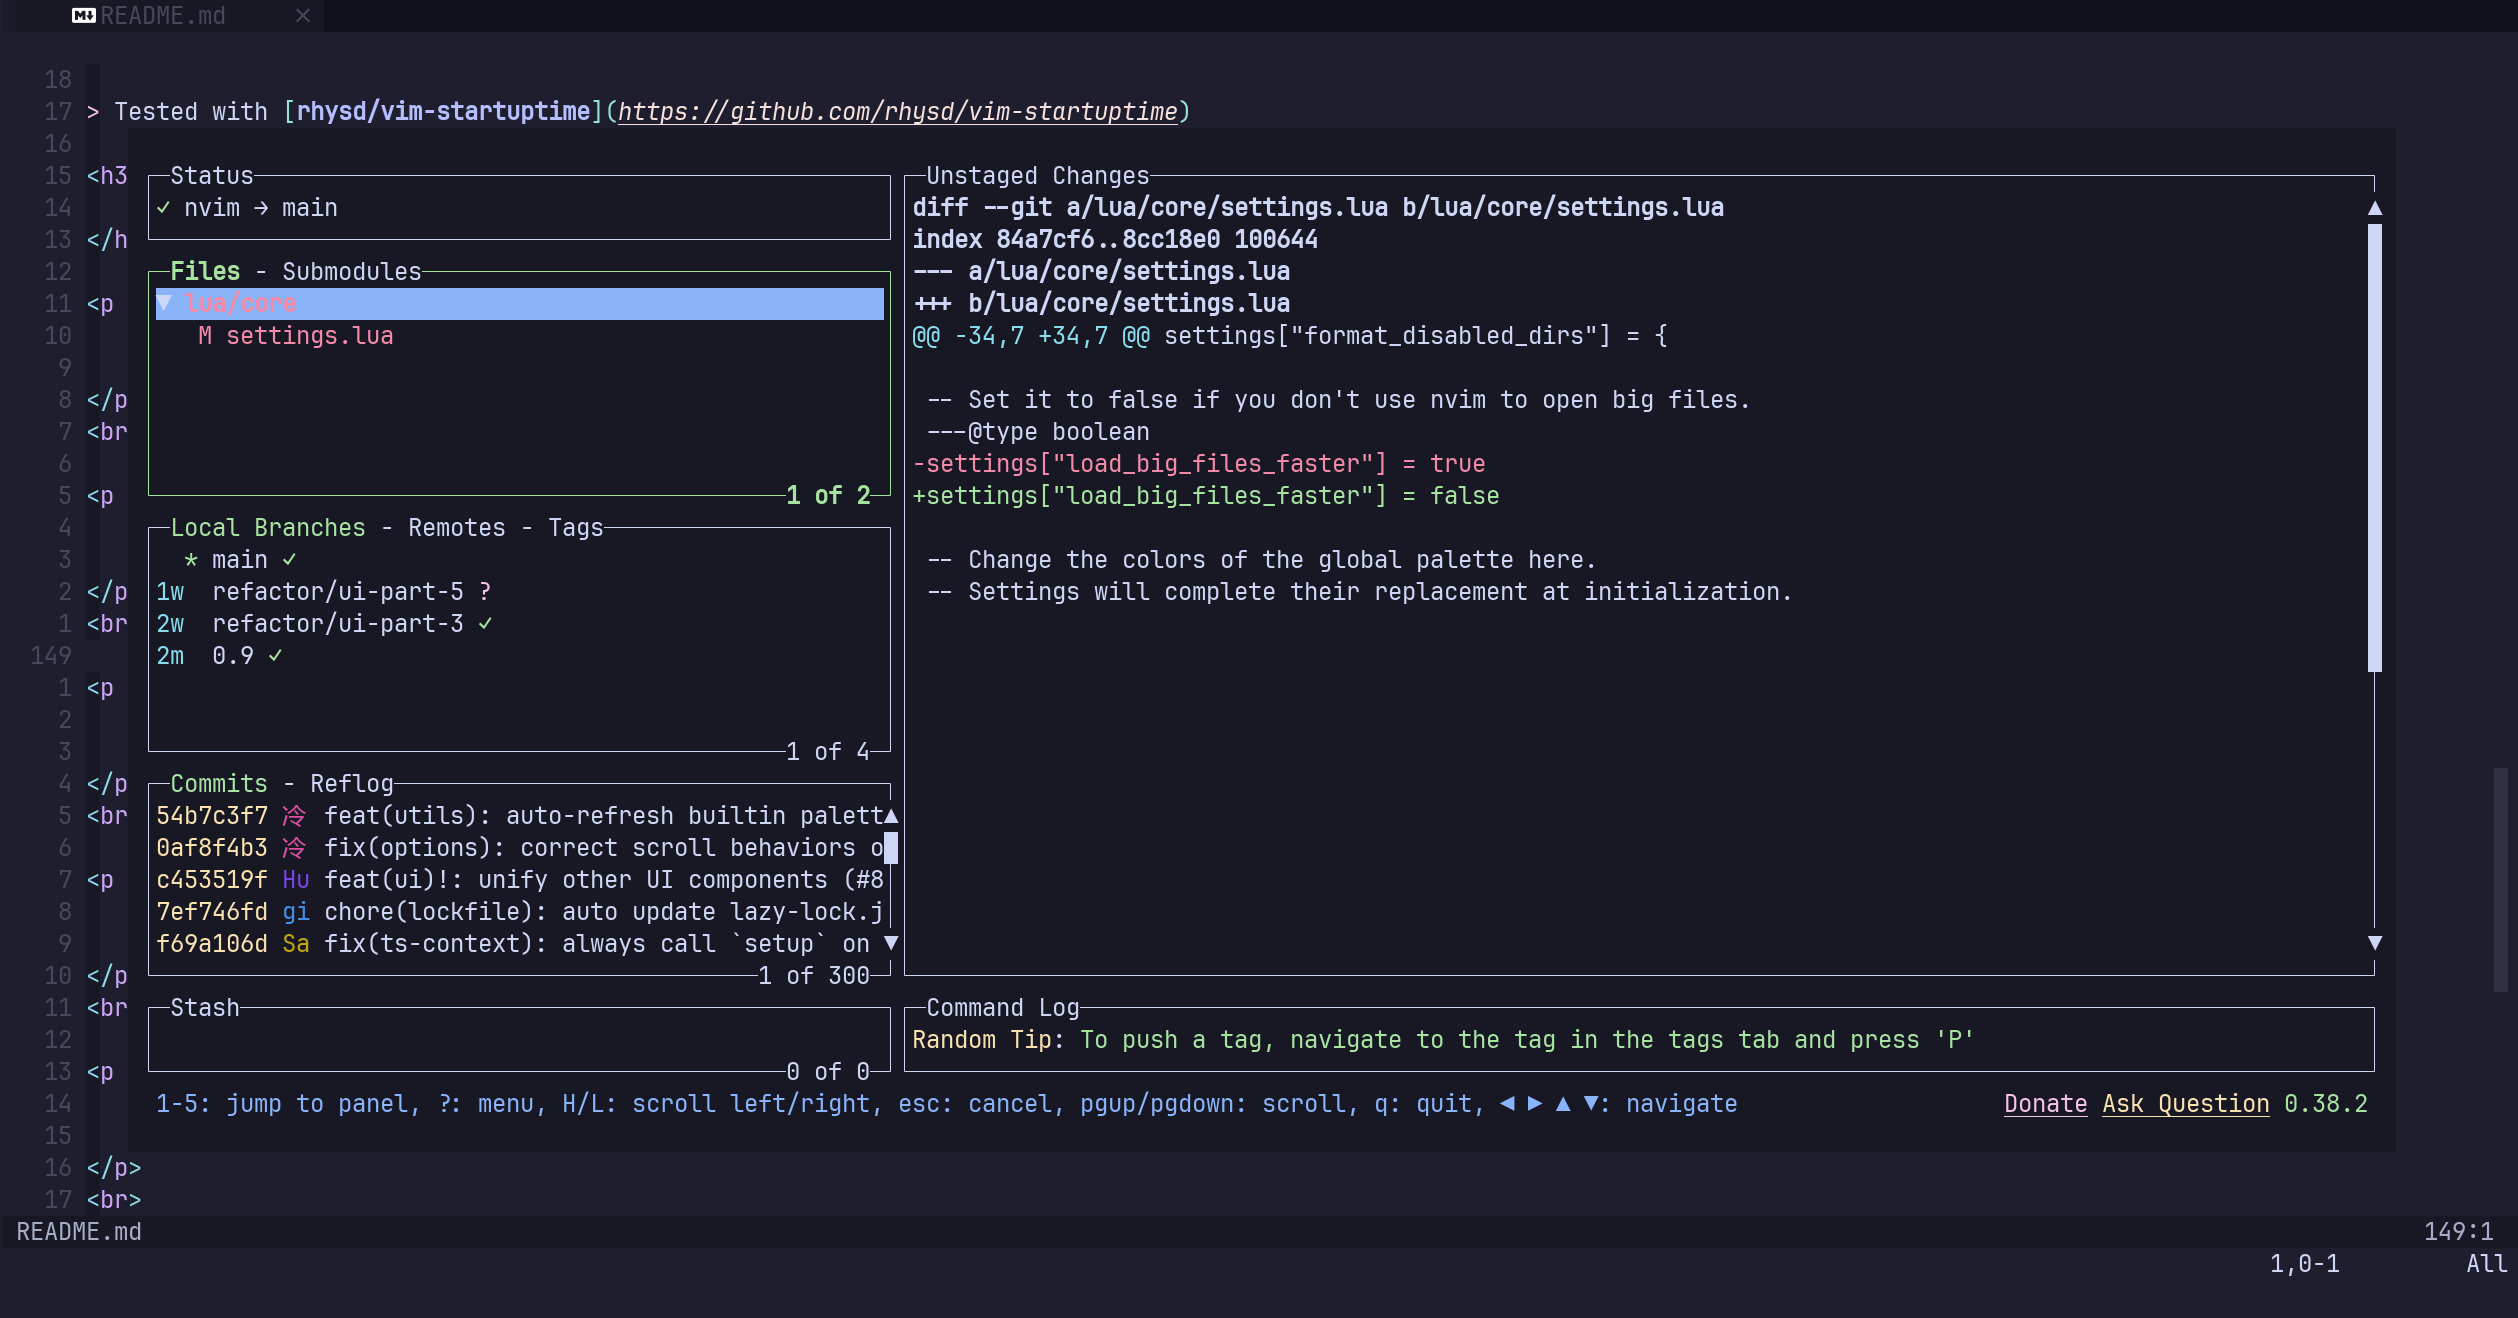 README.md ×
18
17 > Tested with [rhysd/vim-startuptime](https://github.com/rhysd/vim-startuptime)
16
15 <h3
14
13 </h
12
11 <p
10
9
8 </p
7 <br
6
5 <p
4
3
2 </p
1 <br
149
1 <p
2
3
4 </p
5 <br
6
7 <p
8
9
10 </p
11 <br
12
13 <p
14
15
16 </p>
17 <br>
Status
✓ nvim → main
Files - Submodules
▼ lua/core
M settings.lua
1 of 2
Local Branches - Remotes - Tags
* main ✓
1w refactor/ui-part-5 ?
2w refactor/ui-part-3 ✓
2m 0.9 ✓
1 of 4
Commits - Reflog
54b7c3f7 冷 feat(utils): auto-refresh builtin palett
0af8f4b3 冷 fix(options): correct scroll behaviors o
c453519f Hu feat(ui)!: unify other UI components (#8
7ef746fd gi chore(lockfile): auto update lazy-lock.j
f69a106d Sa fix(ts-context): always call `setup` on
1 of 300
Stash
0 of 0
Unstaged Changes
diff --git a/lua/core/settings.lua b/lua/core/settings.lua
index 84a7cf6..8cc18e0 100644
--- a/lua/core/settings.lua
+++ b/lua/core/settings.lua
@@ -34,7 +34,7 @@ settings["format_disabled_dirs"] = {
-- Set it to false if you don't use nvim to open big files.
---@type boolean
-settings["load_big_files_faster"] = true
+settings["load_big_files_faster"] = false
-- Change the colors of the global palette here.
-- Settings will complete their replacement at initialization.
Command Log
Random Tip: To push a tag, navigate to the tag in the tags tab and press 'P'
1-5: jump to panel, ?: menu, H/L: scroll left/right, esc: cancel, pgup/pgdown: scroll, q: quit, ◄ ► ▲ ▼: navigate
Donate Ask Question 0.38.2
README.md 149:1
1,0-1 All